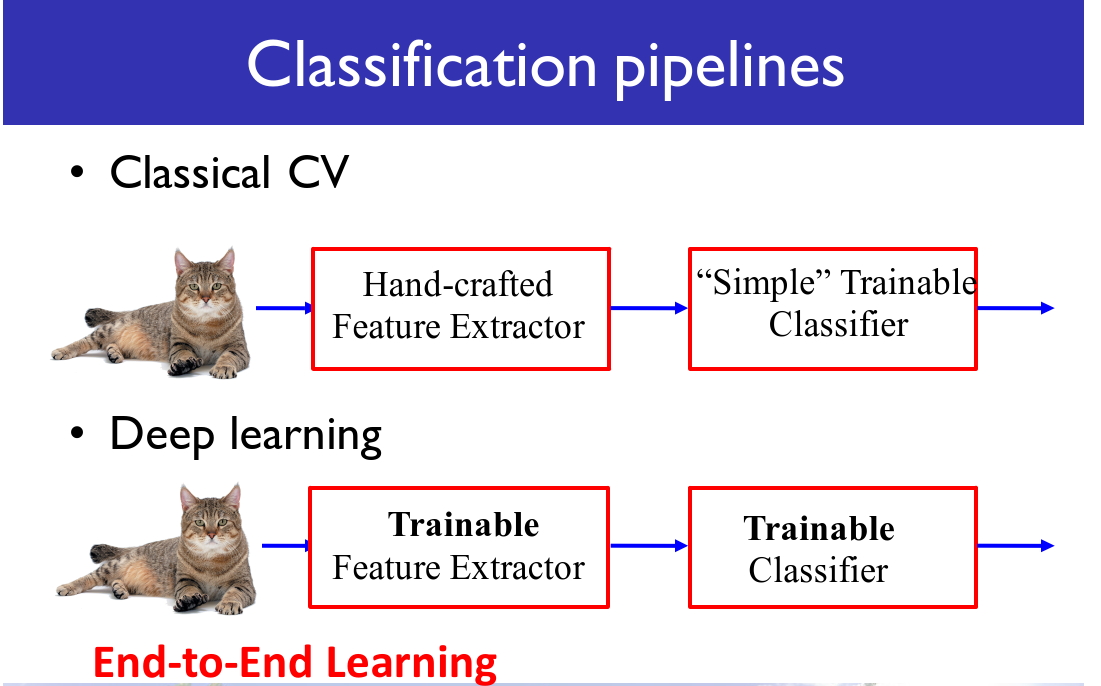 Classification pipelines
• Classical CV
Hand-crafted
Feature Extractor
“Simple” Trainable
Classifier
• Deep learning
Trainable
Feature Extractor
Trainable
Classifier
End-to-End Learning